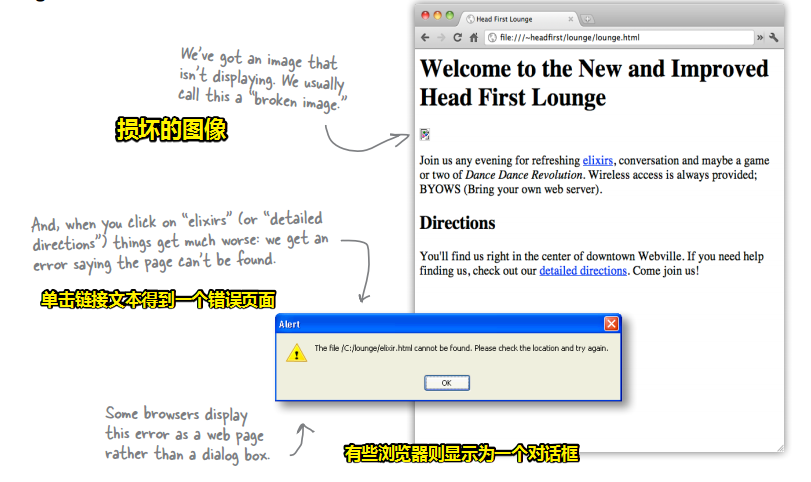 Head First Lounge
file:///~headfirst/lounge/lounge.html
We've got an image that
isn't displaying. We usually
call this a "broken image."
损坏的图像
Welcome to the New and Improved
Head First Lounge
Join us any evening for refreshing elixirs, conversation and maybe a game
or two of Dance Dance Revolution. Wireless access is always provided;
BYOWS (Bring your own web server).
And, when you click on "elixirs" (or "detailed
directions") things get much worse: we get an
error saying the page can't be found.
单击链接文本得到一个错误页面
Directions
You'll find us right in the center of downtown Webville. If you need help
finding us, check out our detailed directions. Come join us!
Alert
The file /C:/lounge/elixir.html cannot be found. Please check the location and try again.
OK
Some browsers display
this error as a web page
rather than a dialog box.
有些浏览器则显示为一个对话框